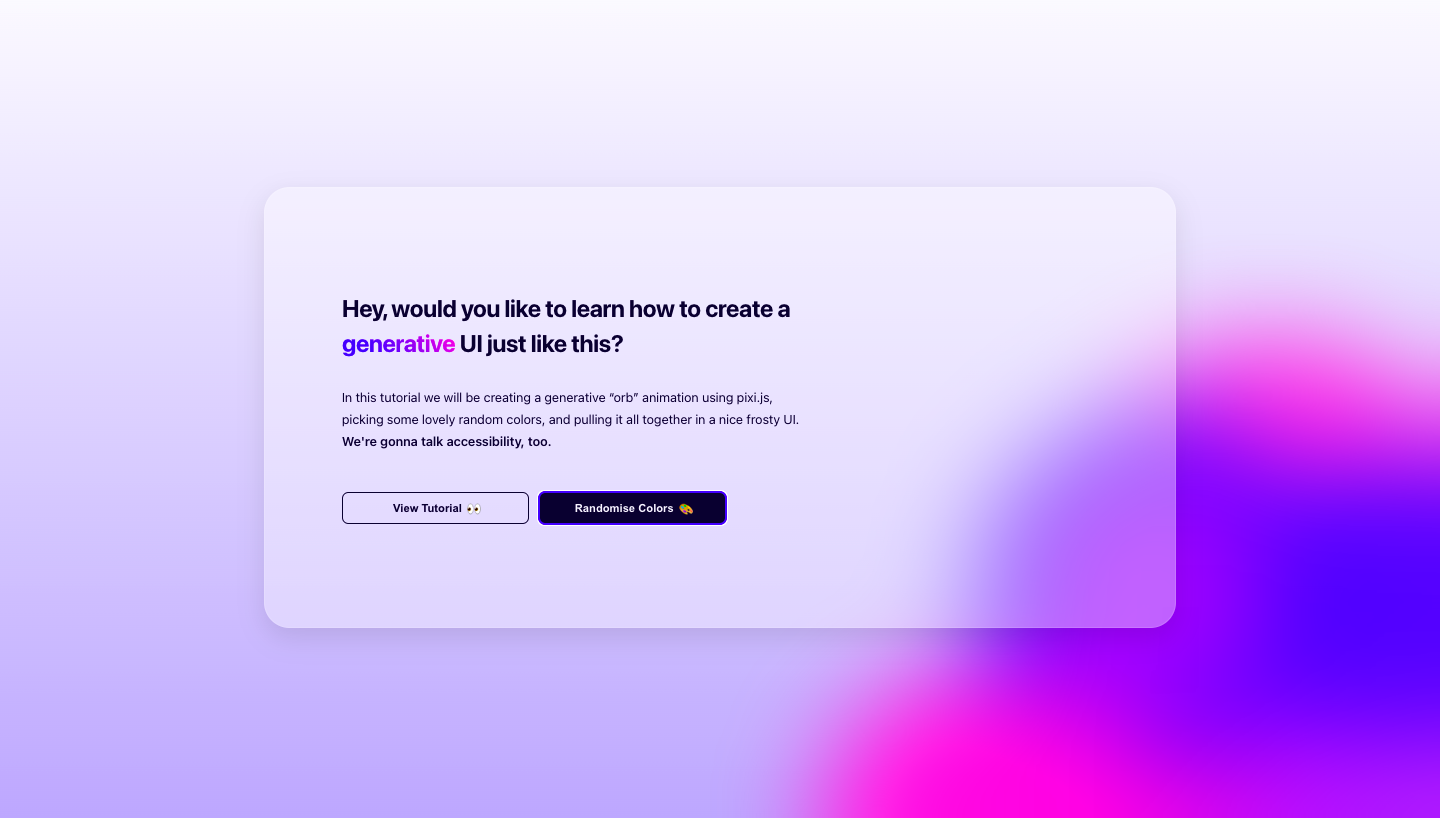 Hey, would you like to learn how to create a
generative UI just like this?
In this tutorial we will be creating a generative “orb” animation using pixi.js,
picking some lovely random colors, and pulling it all together in a nice frosty UI.
We're gonna talk accessibility, too.
View Tutorial 👀
Randomise Colors 🎨